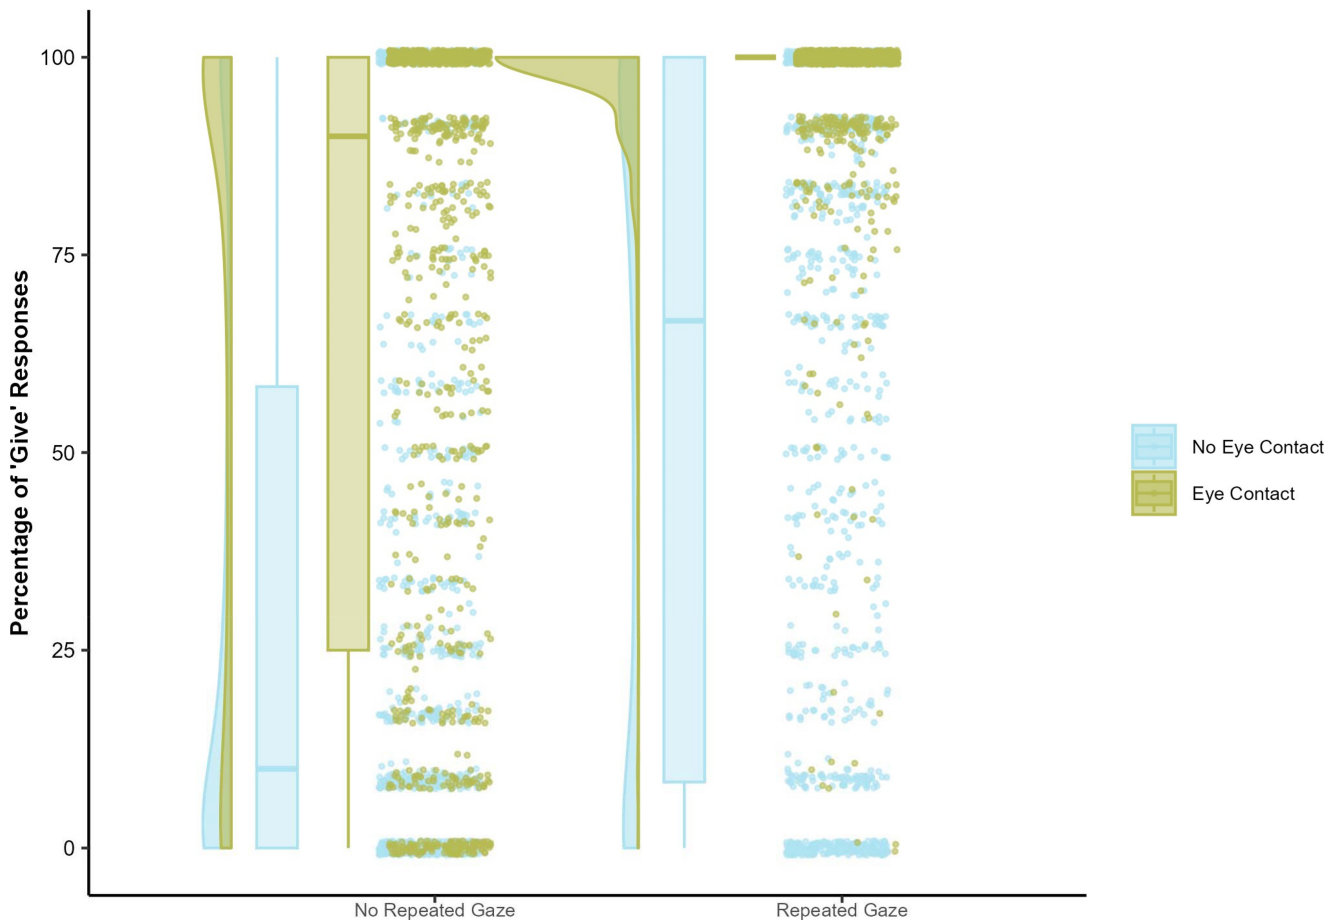 Percentage of 'Give' Responses
100
75
50
25
0
No Repeated Gaze
Repeated Gaze
No Eye Contact
Eye Contact